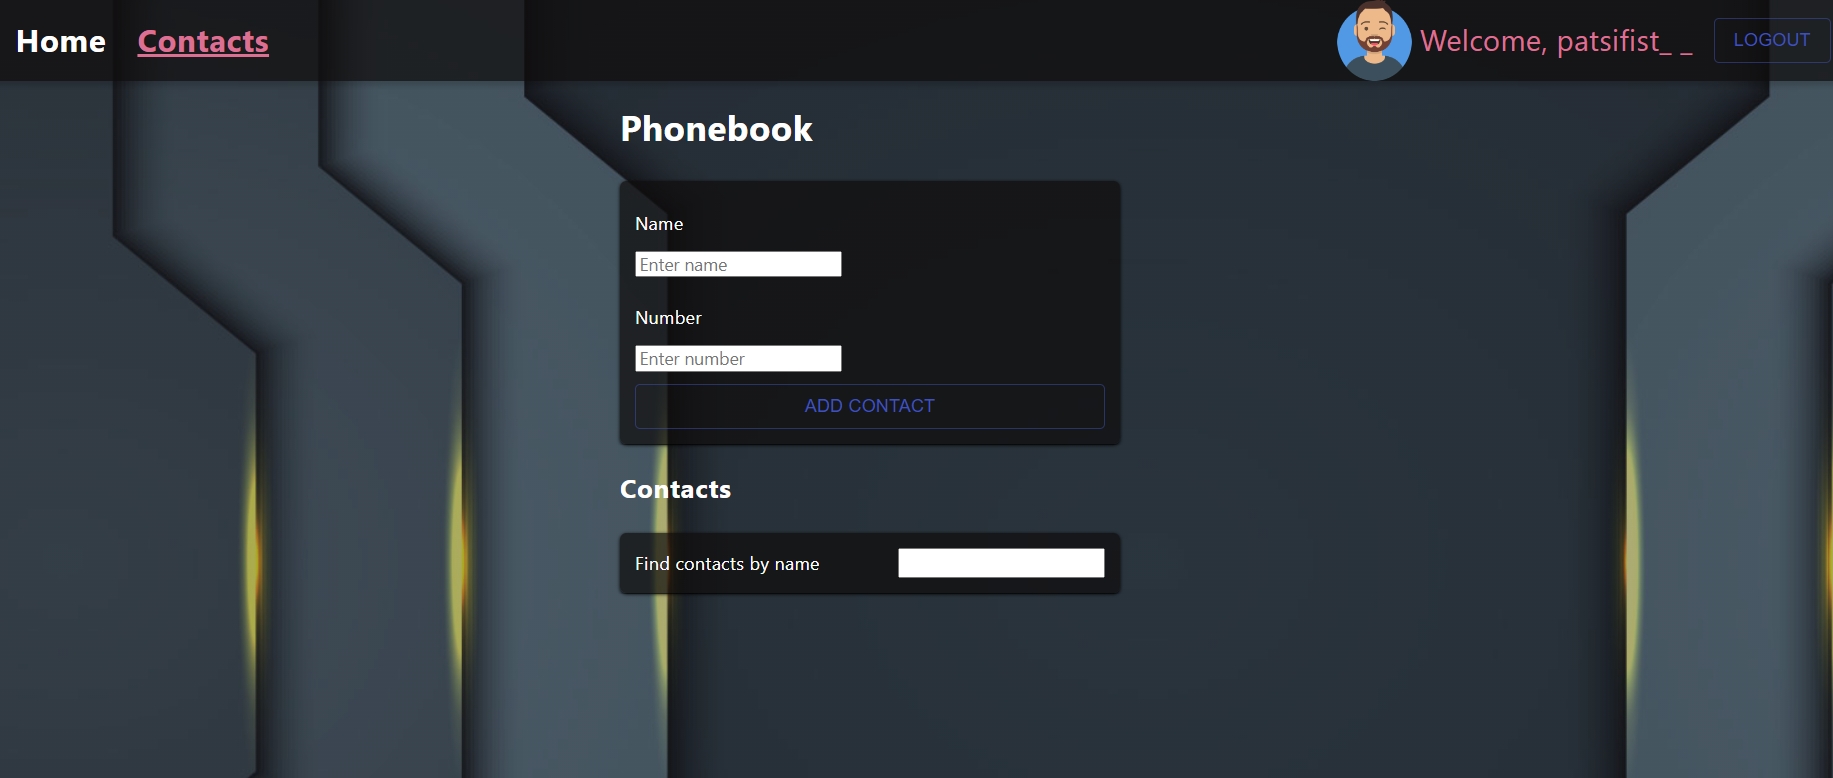 Home Contacts Welcome, patsifist_ _ LOGOUT
Phonebook
Name
Enter name
Number
Enter number
ADD CONTACT
Contacts
Find contacts by name